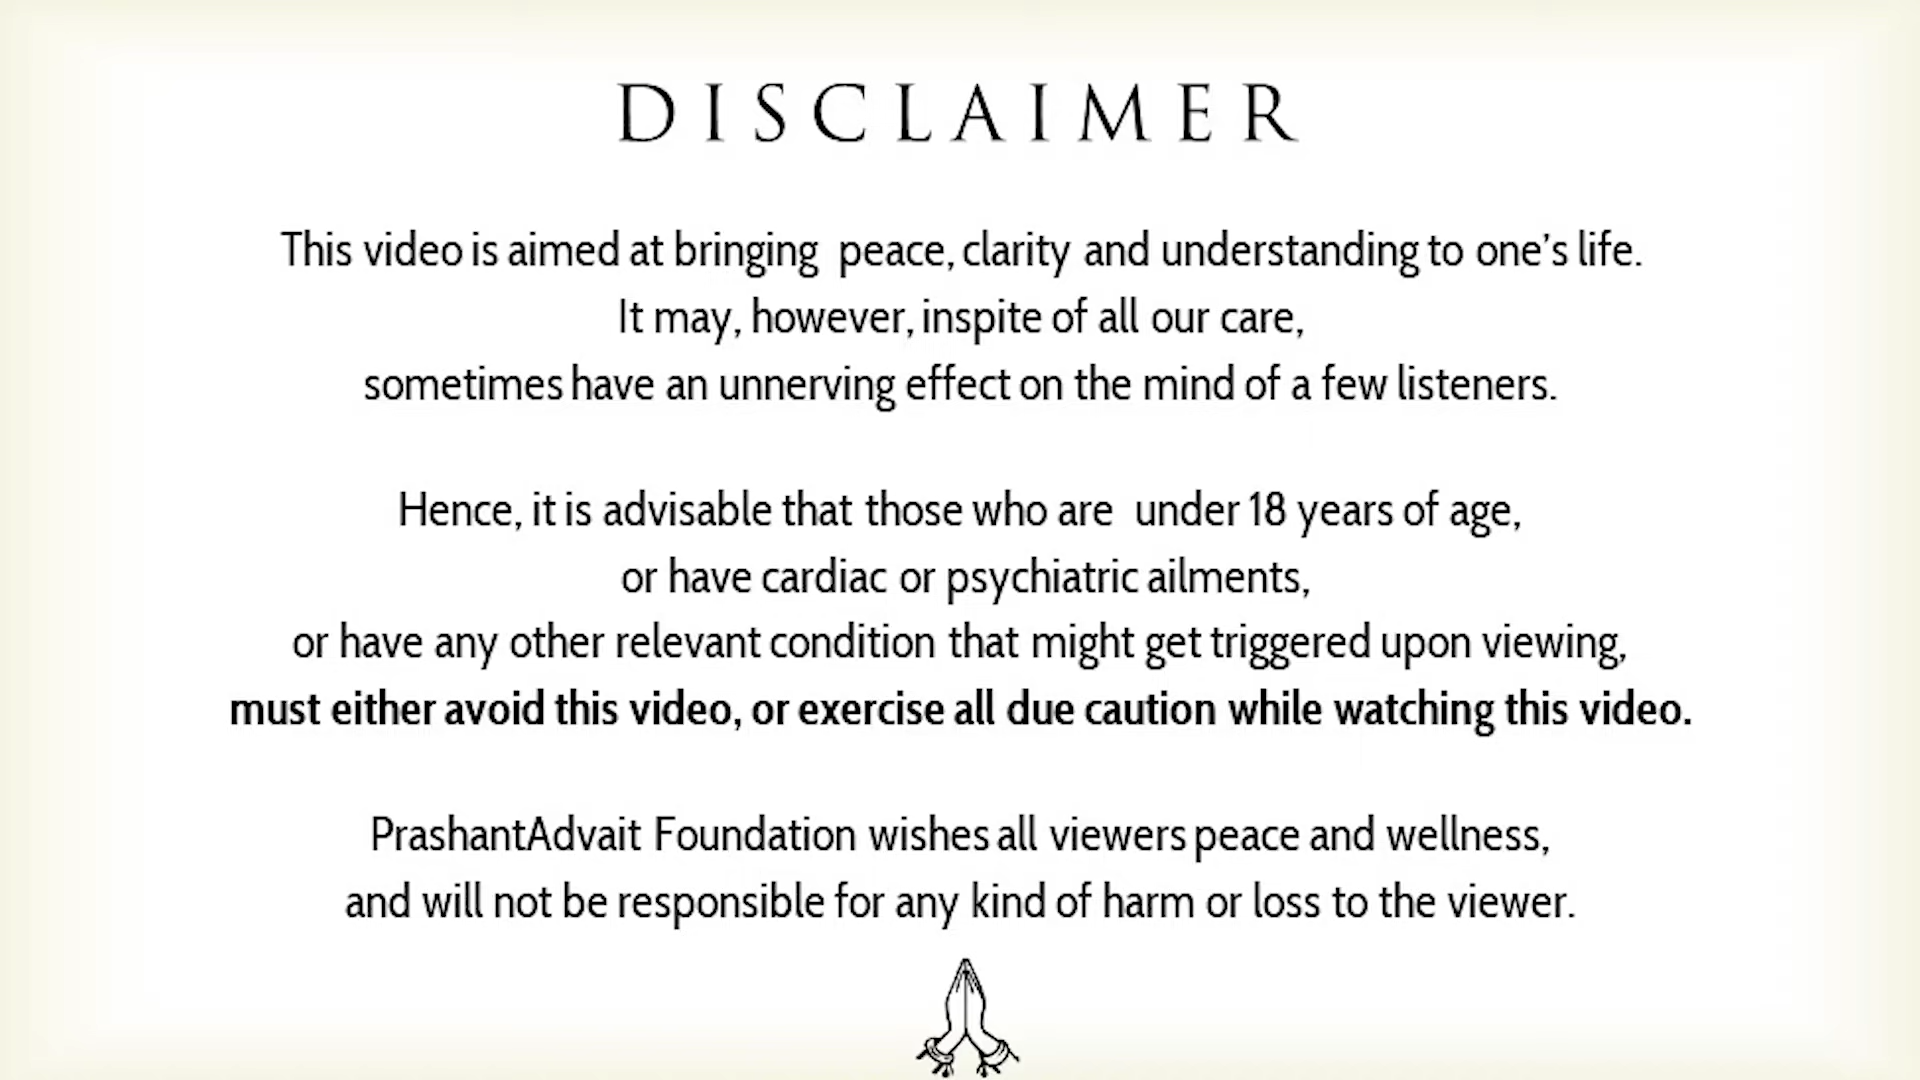 DISCLAIMER
This video is aimed at bringing peace, clarity and understanding to one's life.
It may, however, inspite of all our care,
sometimes have an unnerving effect on the mind of a few listeners.
Hence, it is advisable that those who are under 18 years of age,
or have cardiac or psychiatric ailments,
or have any other relevant condition that might get triggered upon viewing,
must either avoid this video, or exercise all due caution while watching this video.
PrashantAdvait Foundation wishes all viewers peace and wellness,
and will not be responsible for any kind of harm or loss to the viewer.